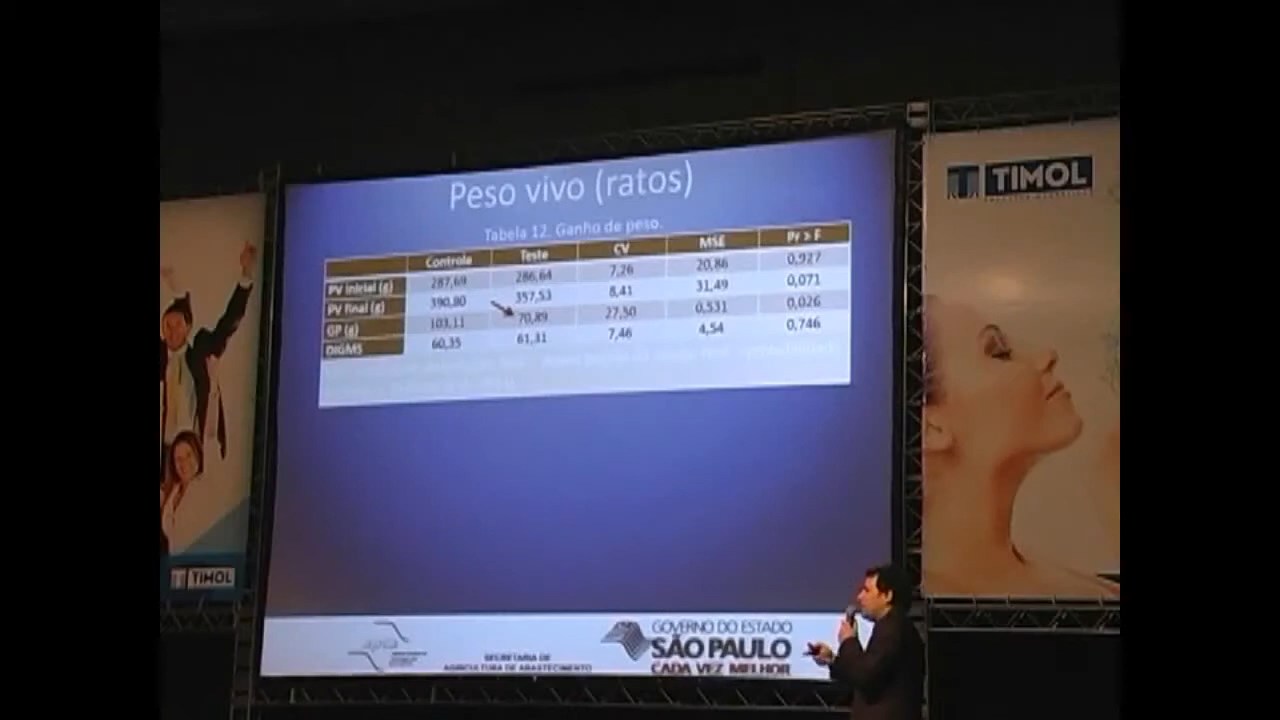 Peso vivo (ratos)
Tabela 12. Ganho de peso.
Controle Teste CV MSE Pr > F
PV inicial (g) 287,69 286,64 7,26 20,86 0,927
PV final (g) 390,80 357,53 8,41 31,49 0,071
GP (g) 103,11 70,89 27,50 0,531 0,026
DIGMS 60,35 61,31 7,46 4,54 0,746
SECRETARIA DE
AGRICULTURA DE ABASTECIMENTO
GOVERNO DO ESTADO
SÃO PAULO
CADA VEZ MELHOR
TIMOL
TIMOL